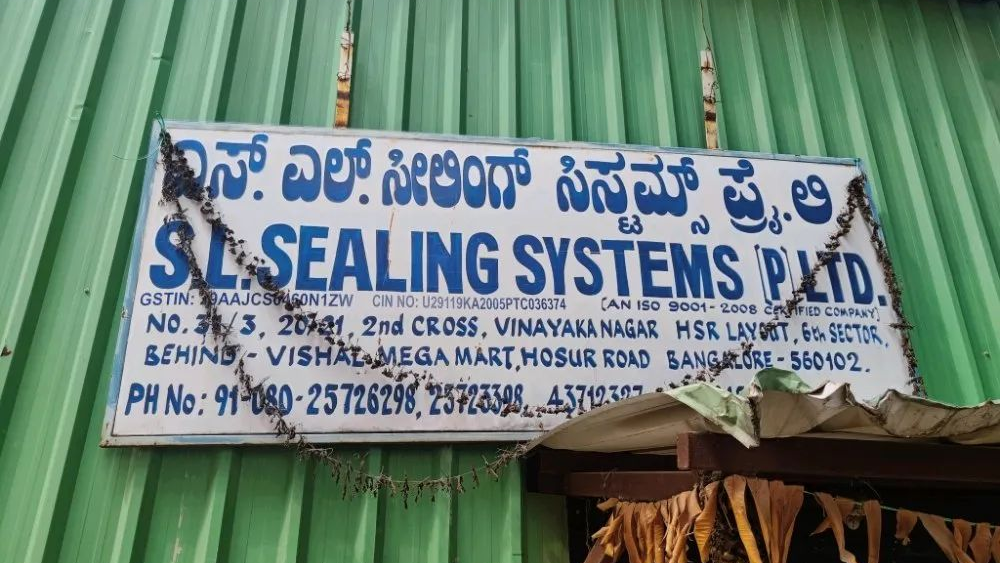 ಎಸ್. ಎಲ್. ಸೀಲಿಂಗ್ ಸಿಸ್ಟಮ್ಸ್ ಪ್ರೈ. ಲಿ
S.L. SEALING SYSTEMS [P] LTD.
GSTIN: CIN NO: U29119KA2005PTC036374 (AN ISO 9001-2008 CERTIFIED COMPANY)
NO. 2nd CROSS, VINAYAKA NAGAR HSR LAYOUT, 6th SECTOR,
BEHIND - VISHAL MEGA MART, HOSUR ROAD BANGALORE - 560102.
PH No: 91-080-25726298,